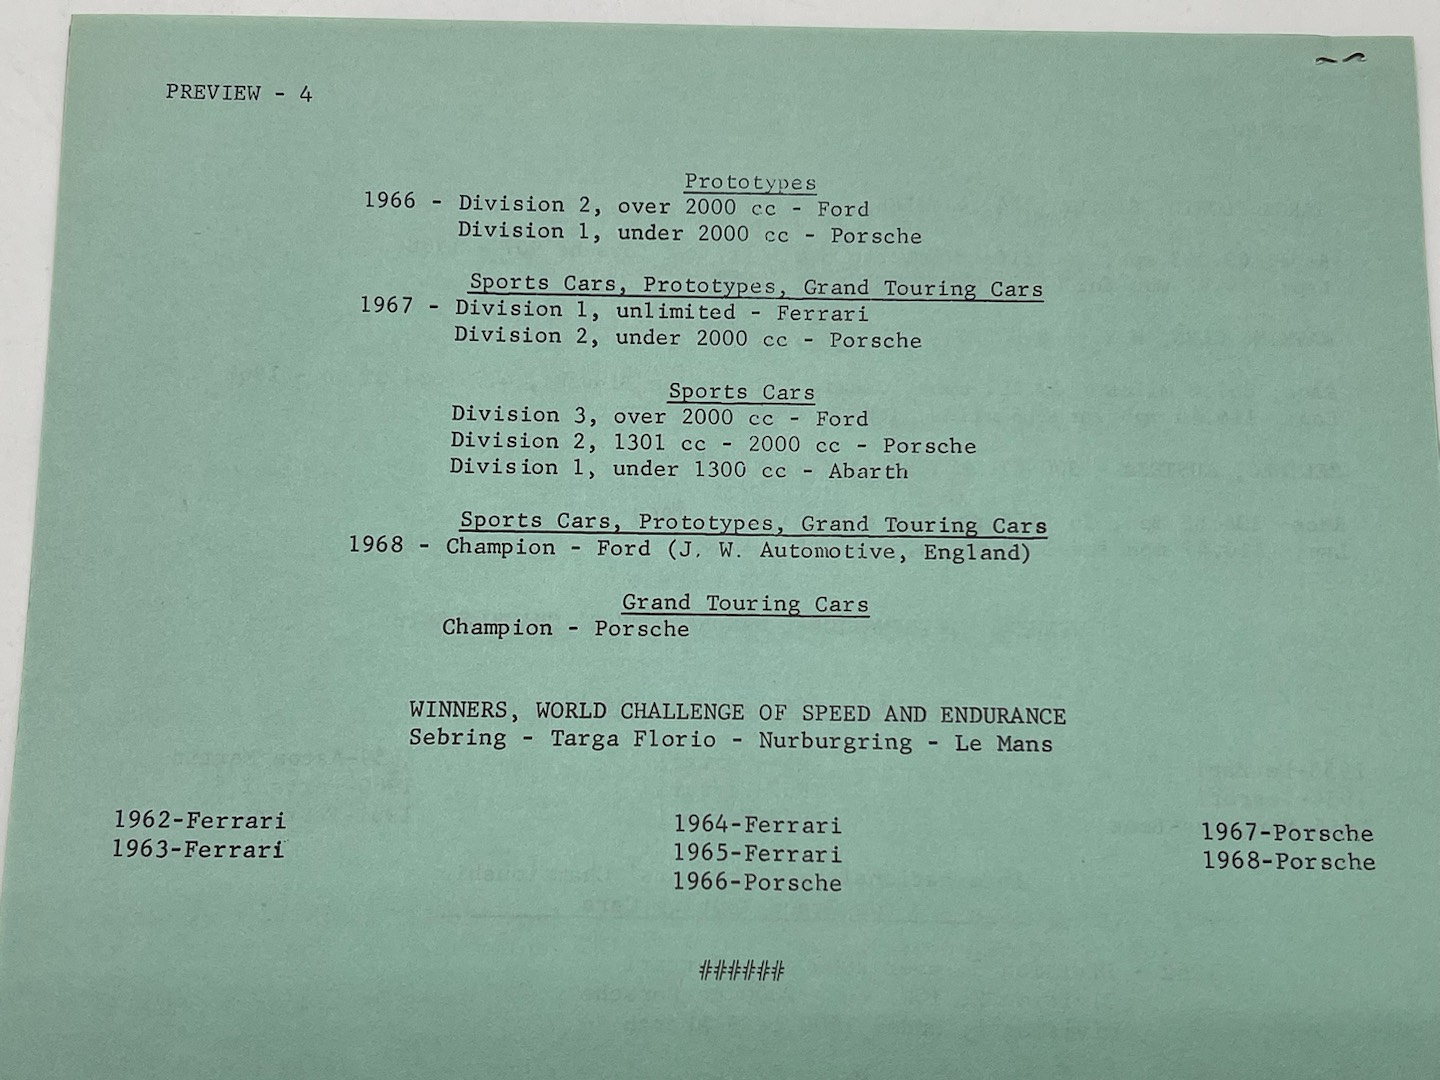 PREVIEW - 4
Prototypes
1966 - Division 2, over 2000 cc - Ford
Division 1, under 2000 cc - Porsche
Sports Cars, Prototypes, Grand Touring Cars
1967 - Division 1, unlimited - Ferrari
Division 2, under 2000 cc - Porsche
Sports Cars
Division 3, over 2000 cc - Ford
Division 2, 1301 cc - 2000 cc - Porsche
Division 1, under 1300 cc - Abarth
Sports Cars, Prototypes, Grand Touring Cars
1968 - Champion - Ford (J. W. Automotive, England)
Grand Touring Cars
Champion - Porsche
WINNERS, WORLD CHALLENGE OF SPEED AND ENDURANCE
Sebring - Targa Florio - Nurburgring - Le Mans
1962-Ferrari
1963-Ferrari
1964-Ferrari
1965-Ferrari
1966-Porsche
1967-Porsche
1968-Porsche
######